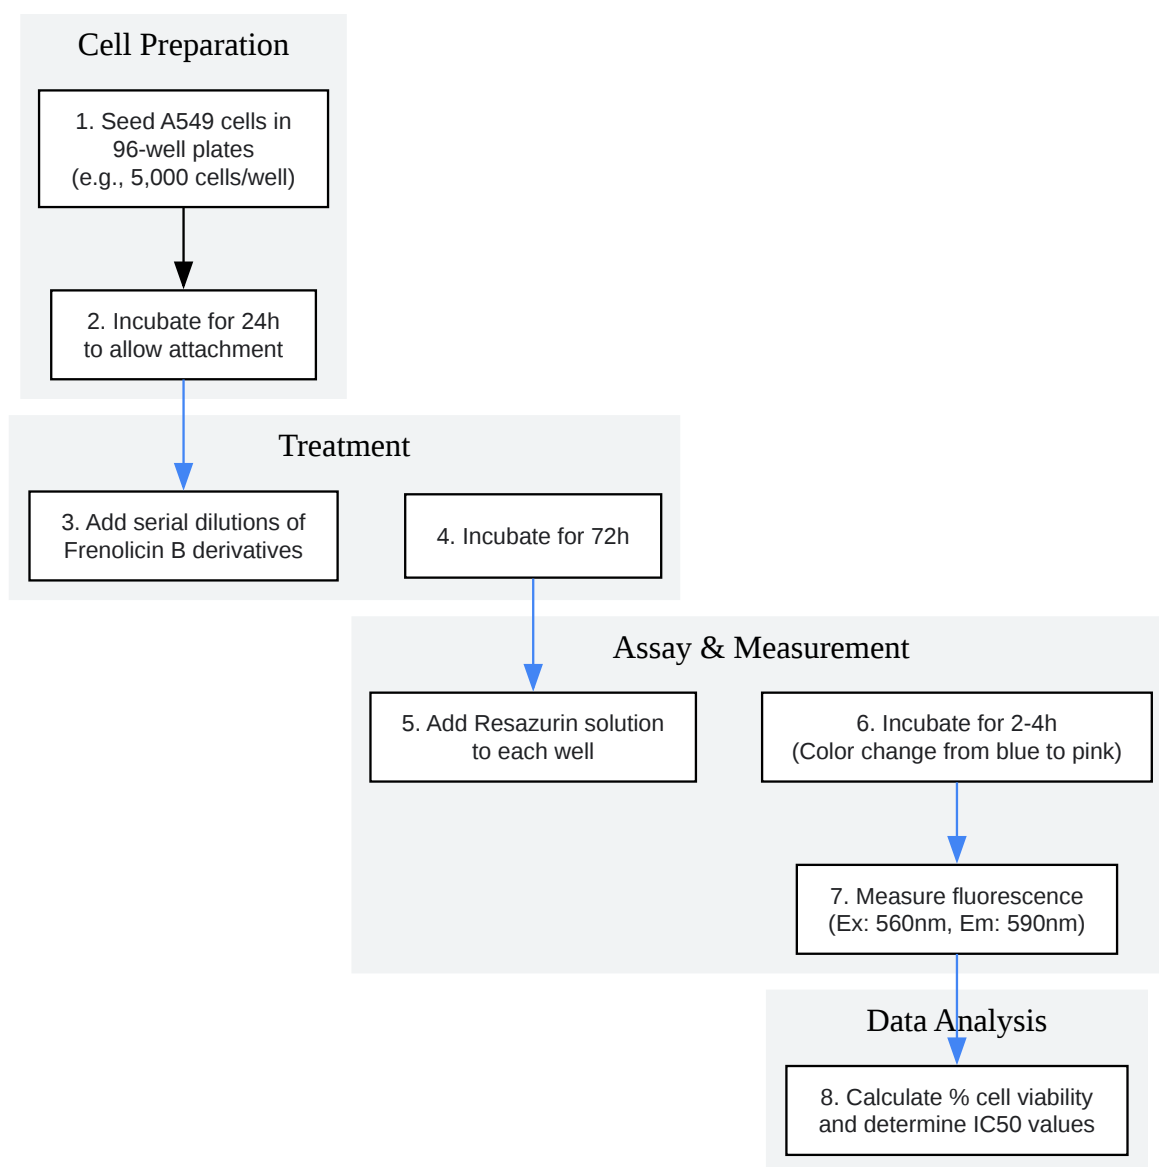 Cell Preparation
1. Seed A549 cells in
96-well plates
(e.g., 5,000 cells/well)
2. Incubate for 24h
to allow attachment
Treatment
3. Add serial dilutions of
Frenolicin B derivatives
4. Incubate for 72h
Assay & Measurement
5. Add Resazurin solution
to each well
6. Incubate for 2-4h
(Color change from blue to pink)
7. Measure fluorescence
(Ex: 560nm, Em: 590nm)
Data Analysis
8. Calculate % cell viability
and determine IC50 values